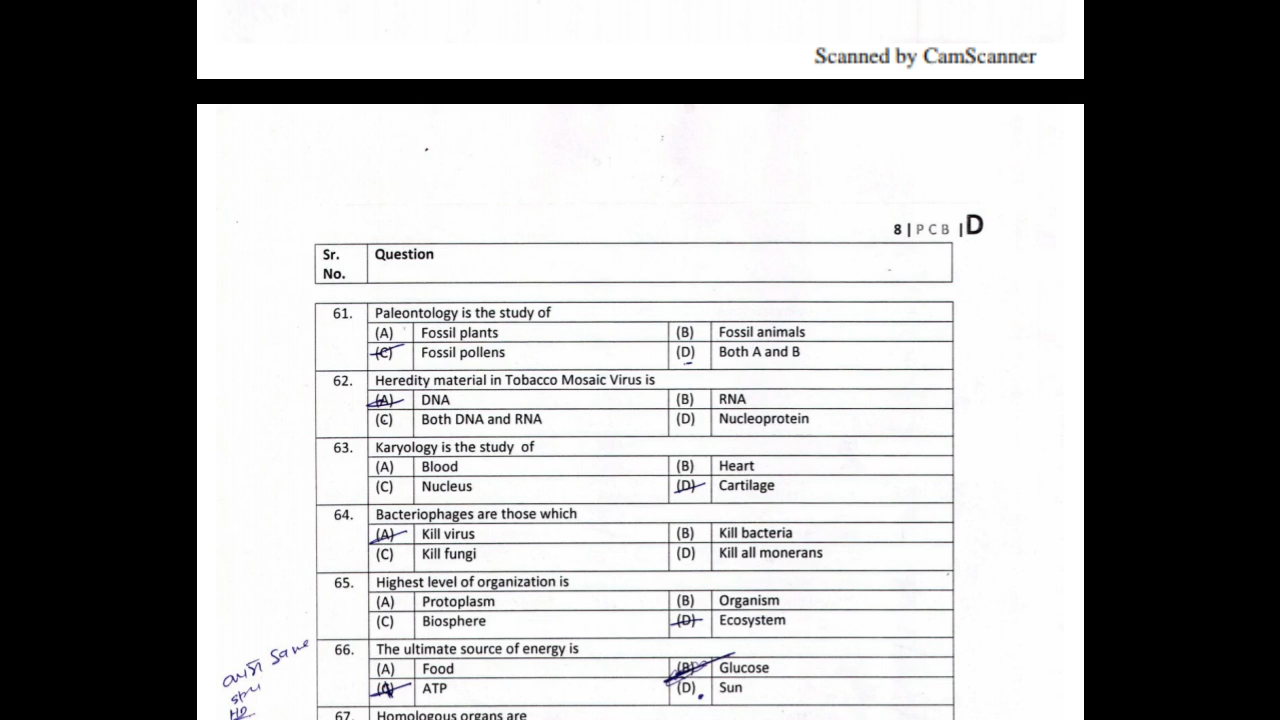 Scanned by CamScanner
8 | P C B | D
Sr. No. Question
61. Paleontology is the study of
(A) Fossil plants (B) Fossil animals
(C) Fossil pollens (D) Both A and B
62. Heredity material in Tobacco Mosaic Virus is
(A) DNA (B) RNA
(C) Both DNA and RNA (D) Nucleoprotein
63. Karyology is the study of
(A) Blood (B) Heart
(C) Nucleus (D) Cartilage
64. Bacteriophages are those which
(A) Kill virus (B) Kill bacteria
(C) Kill fungi (D) Kill all monerans
65. Highest level of organization is
(A) Protoplasm (B) Organism
(C) Biosphere (D) Ecosystem
66. The ultimate source of energy is
(A) Food (B) Glucose
(C) ATP (D) Sun
67. Homologous organs are
same